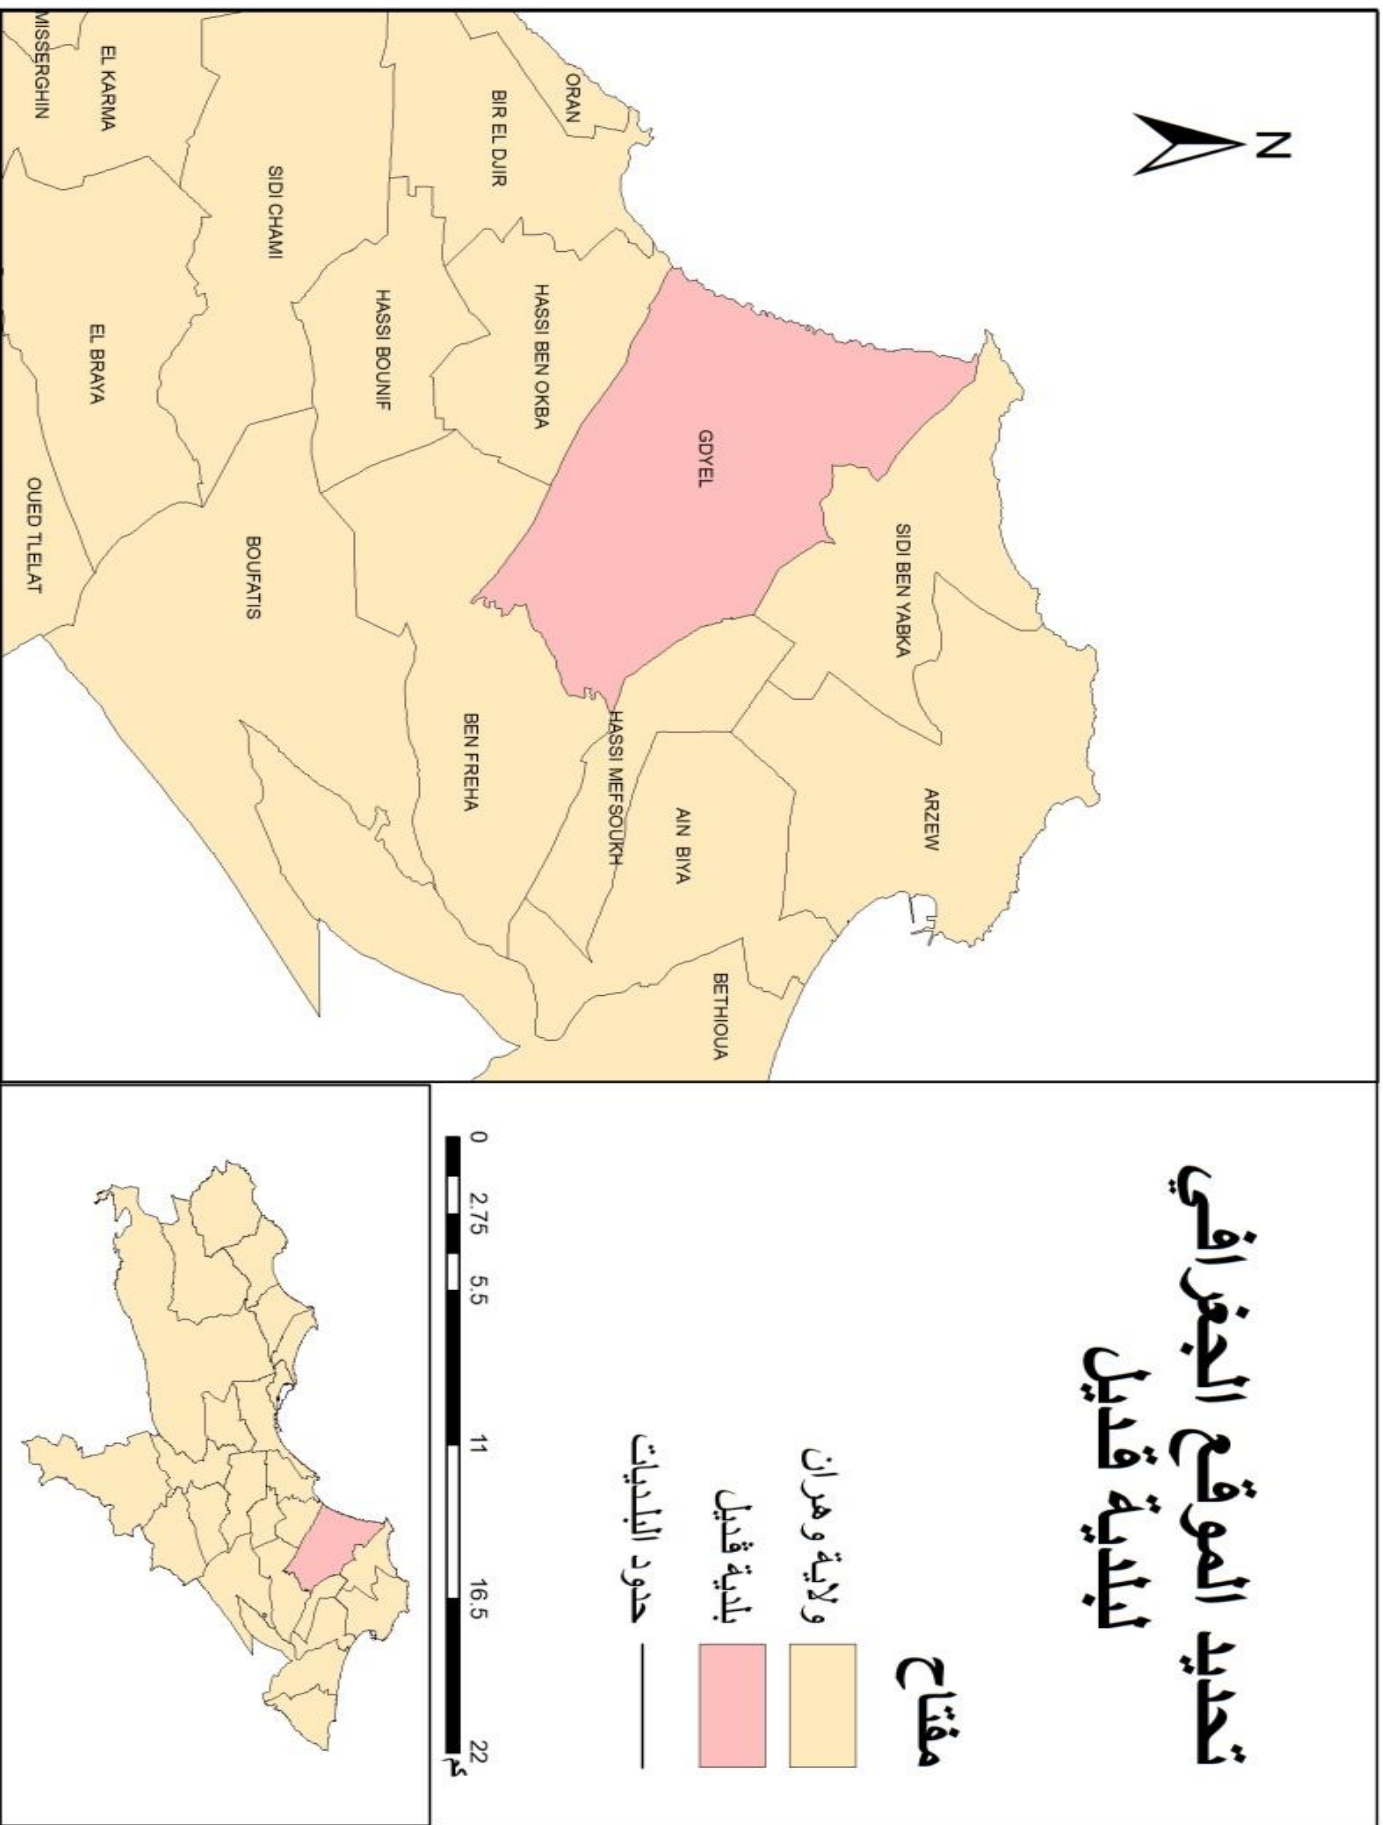 N
ORAN
BIR EL DJIR
EL KARMA
MISSERGHIN
SIDI CHAMI
HASSI BEN OKBA
HASSI BOUNIF
EL BRAYA
GDYEL
OUED TLELAT
BOUFATIS
SIDI BEN YABKA
BEN FREHA
HASSI MEFSOUKH
AIN BIYA
ARZEW
BETHIOUA
تحديد الموقع الجغرافي
لبلدية قديل
مفتاح
ولاية وهران
بلدية قديل
حدود البلديات
0 2.75 5.5 11 16.5 22
كم